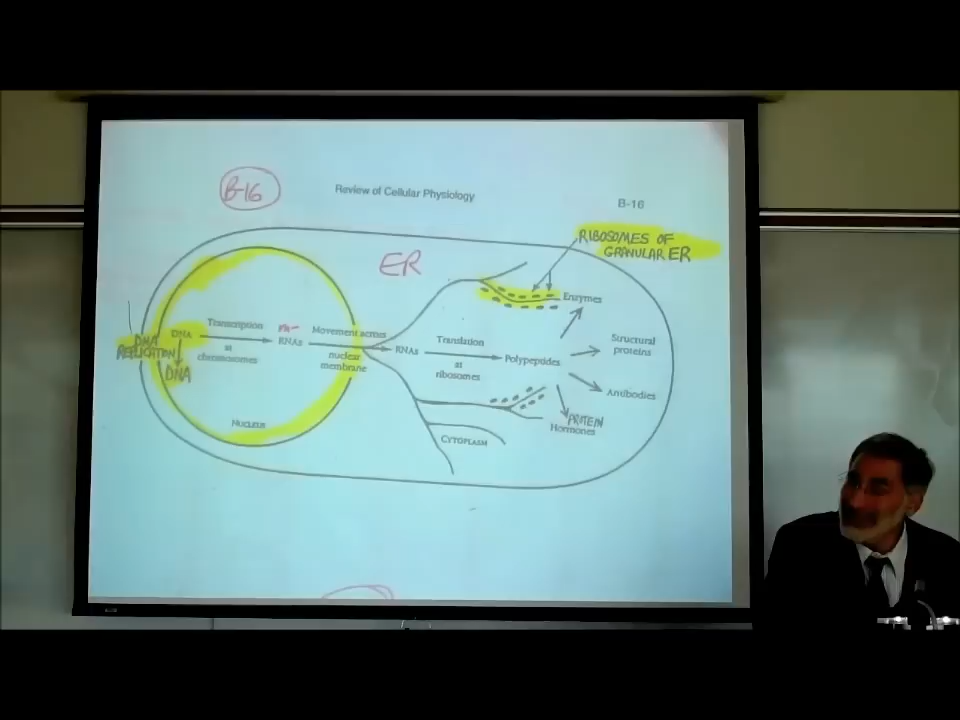 B-16
Review of Cellular Physiology
B-16
RIBOSOMES OF
GRANULAR ER
ER
Enzymes
DNA
REPLICATION
DNA
DNA
Transcription
at
chromosomes
m-
RNAs
Movement across
nuclear
membrane
RNAs
Translation
at
ribosomes
Polypeptides
Structural
proteins
Antibodies
PROTEIN
Hormones
Nucleus
CYTOPLASM